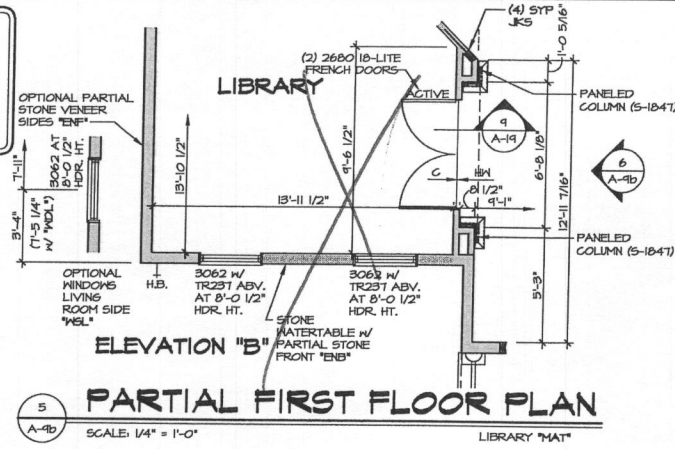 (4) SYP
JKS
1'-0 5/16"
(2) 2680 18-LITE
FRENCH DOORS
LIBRARY
ACTIVE
OPTIONAL PARTIAL
STONE VENEER
SIDES "ENF"
PANELED
COLUMN (S-1847)
9
A-19
6
A-9b
7'-11"
3062 AT
8'-0 1/2"
HDR. HT.
13'-10 1/2"
9'-6 1/2"
6'-8 1/8"
12'-11 7/16"
C HW
8 1/2"
9'-1"
13'-11 1/2"
3'-4"
(7'-5 1/4"
W/ "WDL")
PANELED
COLUMN (S-1847)
5'-3"
OPTIONAL
WINDOWS
LIVING
ROOM SIDE
"WSL"
H.B.
3062 W/
TR237 ABV.
AT 8'-0 1/2"
HDR. HT.
3062 W/
TR237 ABV.
AT 8'-0 1/2"
HDR. HT.
STONE
WATERTABLE W/
PARTIAL STONE
FRONT "ENB"
ELEVATION "B"
5
A-9b
PARTIAL FIRST FLOOR PLAN
SCALE: 1/4" = 1'-0"
LIBRARY "MAT"